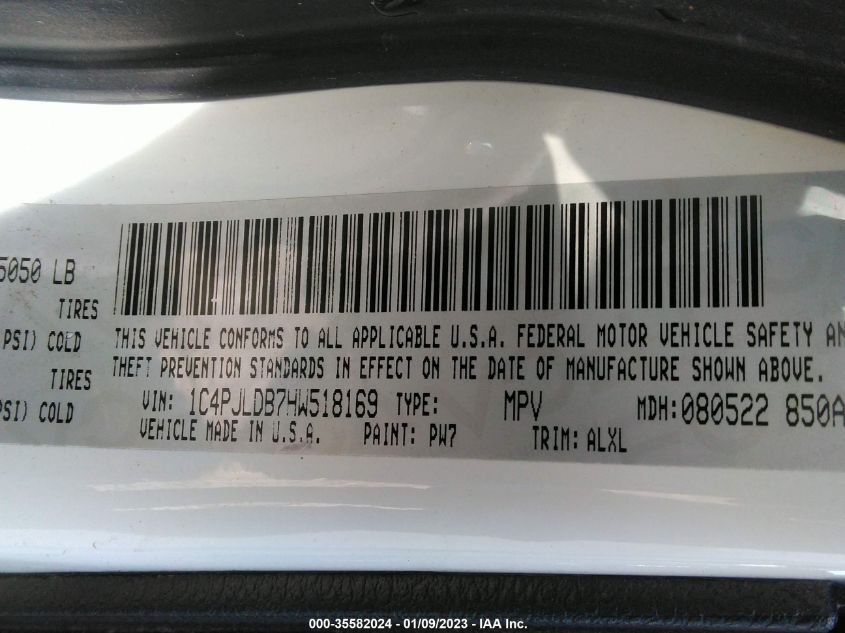 5050 LB
TIRES
PSI) COLD
TIRES
PSI) COLD
THIS VEHICLE CONFORMS TO ALL APPLICABLE U.S.A. FEDERAL MOTOR VEHICLE SAFETY AN
THEFT PREVENTION STANDARDS IN EFFECT ON THE DATE OF MANUFACTURE SHOWN ABOVE.
VIN: 1C4PJLDB7HW518169 TYPE: MPV MDH: 080522 850A
VEHICLE MADE IN U.S.A. PAINT: PW7 TRIM: ALXL
000-35582024 - 01/09/2023 - IAA Inc.